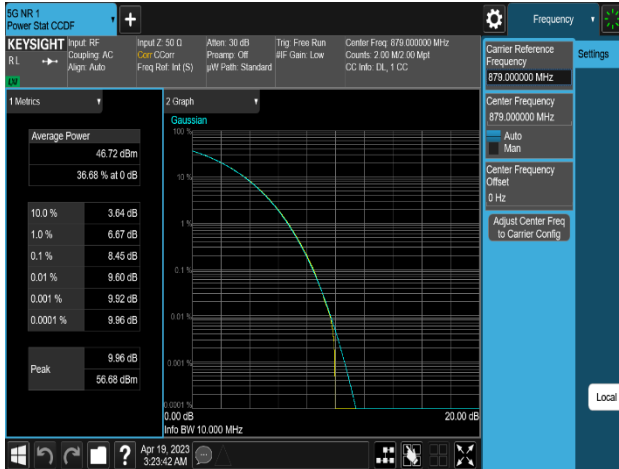 5G NR 1
Power Stat CCDF
+
Frequency
KEYSIGHT
R L
LXI
Input: RF
Coupling: AC
Align: Auto
Input Z: 50 Ω
Corr CCorr
Freq Ref: Int (S)
Atten: 30 dB
Preamp: Off
µW Path: Standard
Trig: Free Run
#IF Gain: Low
Center Freq: 879.000000 MHz
Counts: 2.00 M/2.00 Mpt
CC Info: DL, 1 CC
1 Metrics
Average Power
46.72 dBm
36.68 % at 0 dB
10.0 % 3.64 dB
1.0 % 6.67 dB
0.1 % 8.45 dB
0.01 % 9.60 dB
0.001 % 9.92 dB
0.0001 % 9.96 dB
Peak
9.96 dB
56.68 dBm
2 Graph
Gaussian
100 %
10 %
1 %
0.1 %
0.01 %
0.001 %
0.0001 %
0.00 dB 20.00 dB
Info BW 10.000 MHz
Carrier Reference
Frequency
879.000000 MHz
Center Frequency
879.000000 MHz
Auto
Man
Center Frequency
Offset
0 Hz
Adjust Center Freq
to Carrier Config
Settings
Local
?
Apr 19, 2023
3:23:42 AM